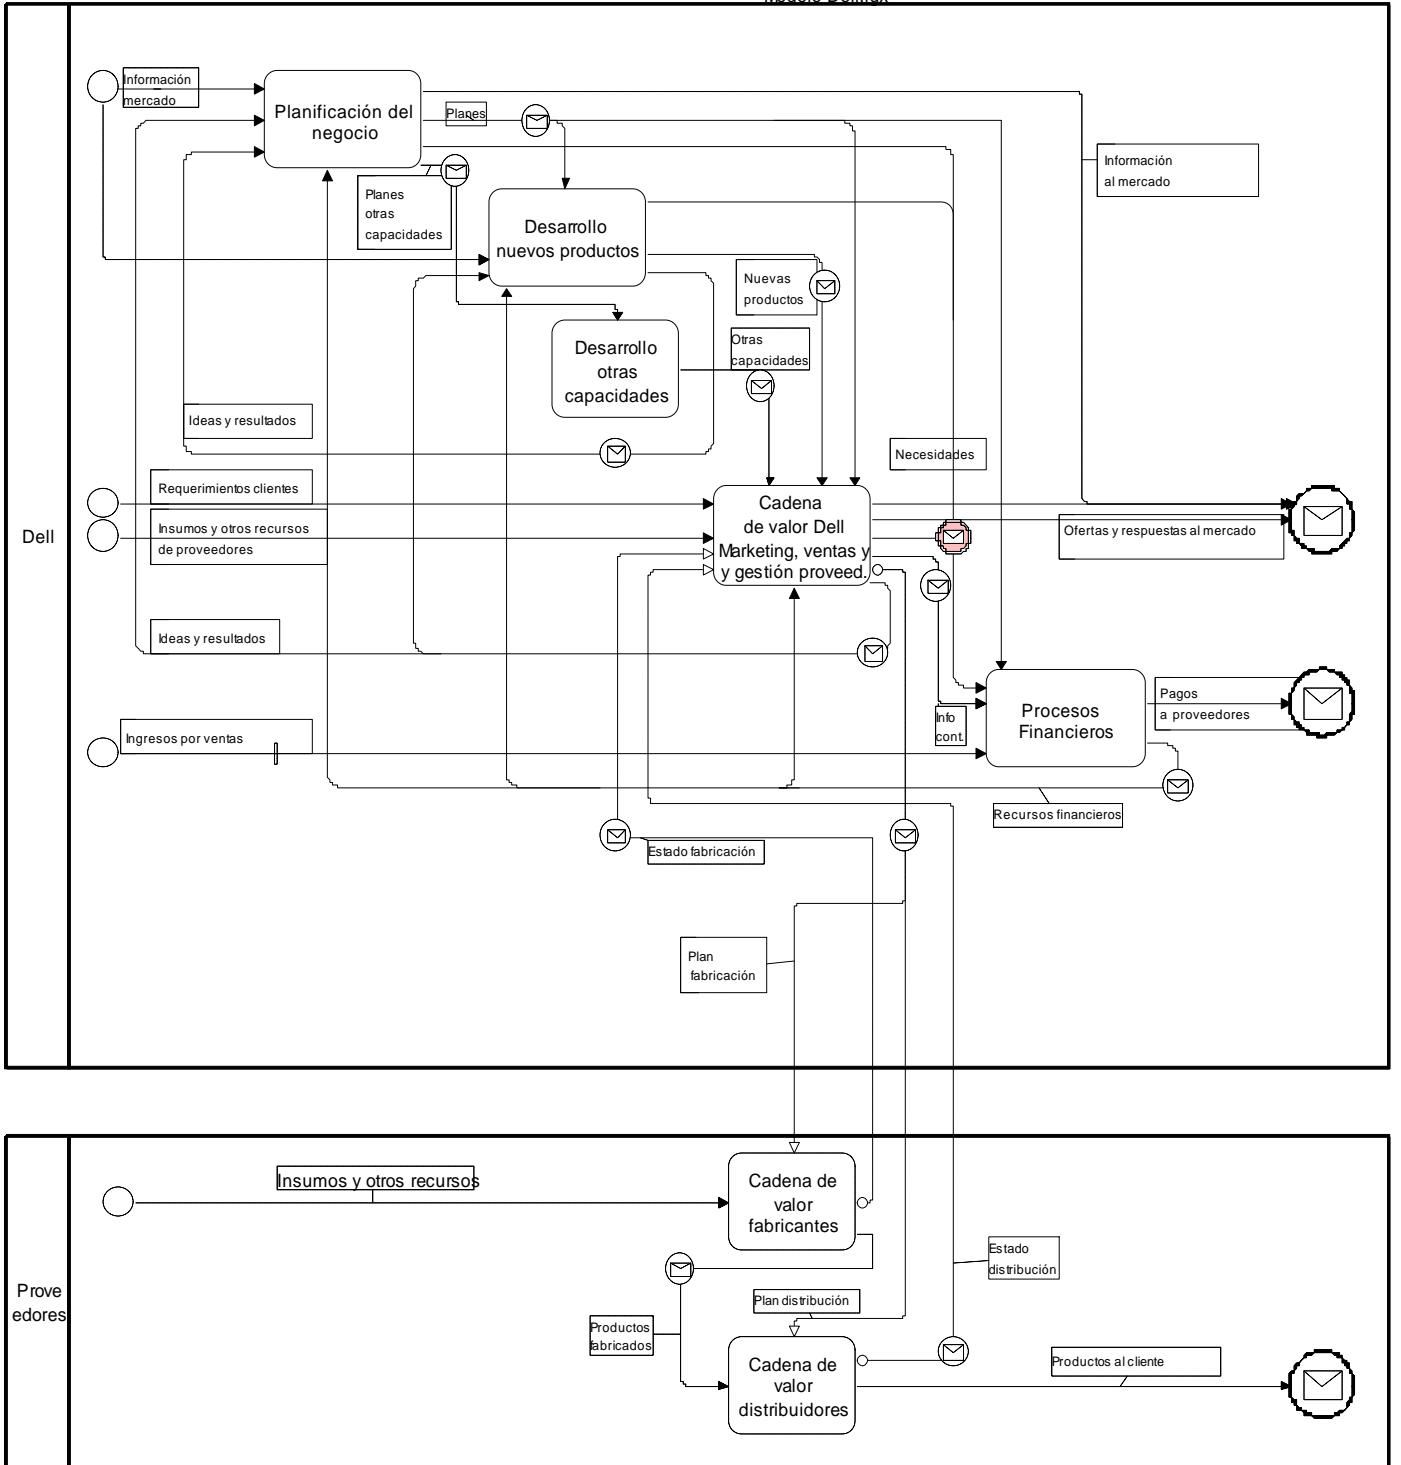 Información
mercado
Planificación del
negocio
Planes
Información
al mercado
Planes
otras
capacidades
Desarrollo
nuevos productos
Nuevas
productos
Otras
capacidades
Desarrollo
otras
capacidades
Ideas y resultados
Necesidades
Requerimientos clientes
Insumos y otros recursos
de proveedores
Cadena
de valor Dell
Marketing, ventas y
y gestión proveed.
Ofertas y respuestas al mercado
Dell
Ideas y resultados
Ingresos por ventas
Info
cont.
Procesos
Financieros
Pagos
a proveedores
Recursos financieros
Estado fabricación
Plan
fabricación
Insumos y otros recursos
Cadena de
valor
fabricantes
Estado
distribución
Prove
edores
Plan distribución
Productos
fabricados
Cadena de
valor
distribuidores
Productos al cliente